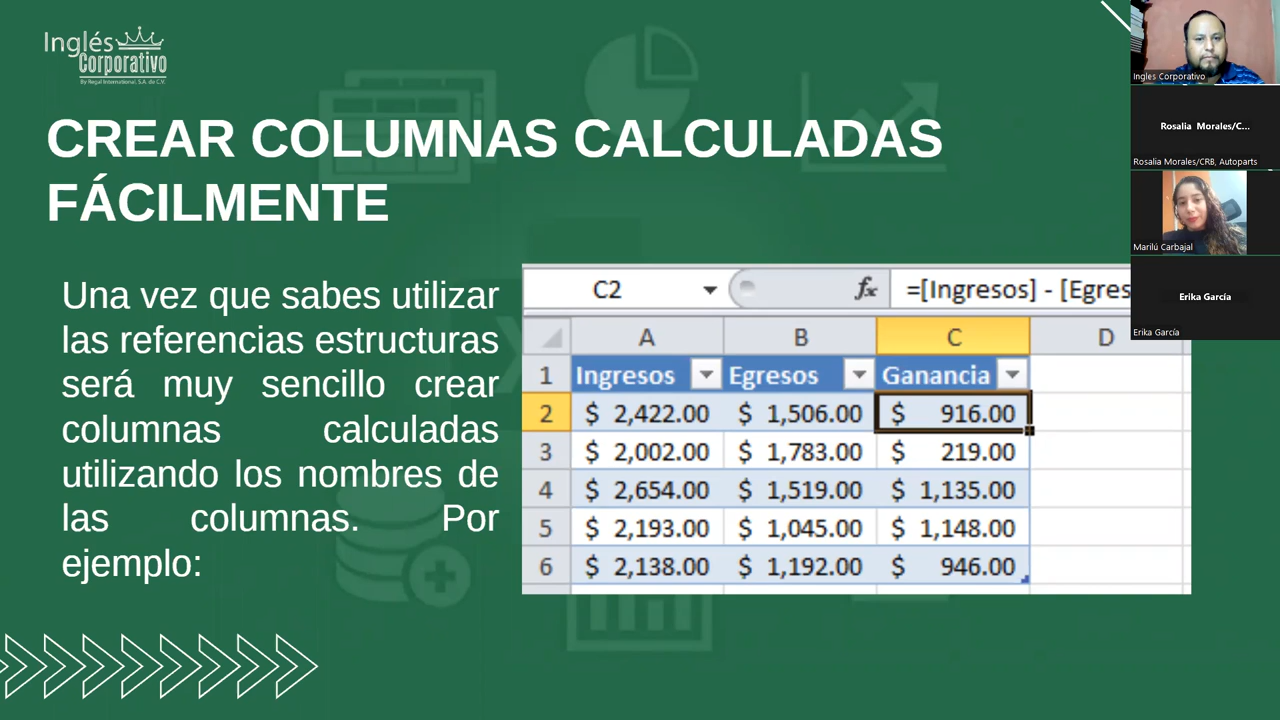 Inglés
Corporativo
By Regal International, S.A. de C.V.
CREAR COLUMNAS CALCULADAS
FÁCILMENTE
Una vez que sabes utilizar
las referencias estructuras
será muy sencillo crear
columnas calculadas
utilizando los nombres de
las columnas. Por
ejemplo:
C2 fx =[Ingresos] - [Egres
A B C D
1 Ingresos Egresos Ganancia
2 $ 2,422.00 $ 1,506.00 $ 916.00
3 $ 2,002.00 $ 1,783.00 $ 219.00
4 $ 2,654.00 $ 1,519.00 $ 1,135.00
5 $ 2,193.00 $ 1,045.00 $ 1,148.00
6 $ 2,138.00 $ 1,192.00 $ 946.00
Ingles Corporativo
Rosalia Morales/C...
Rosalia Morales/CRB, Autoparts
Marilú Carbajal
Erika García
Erika García